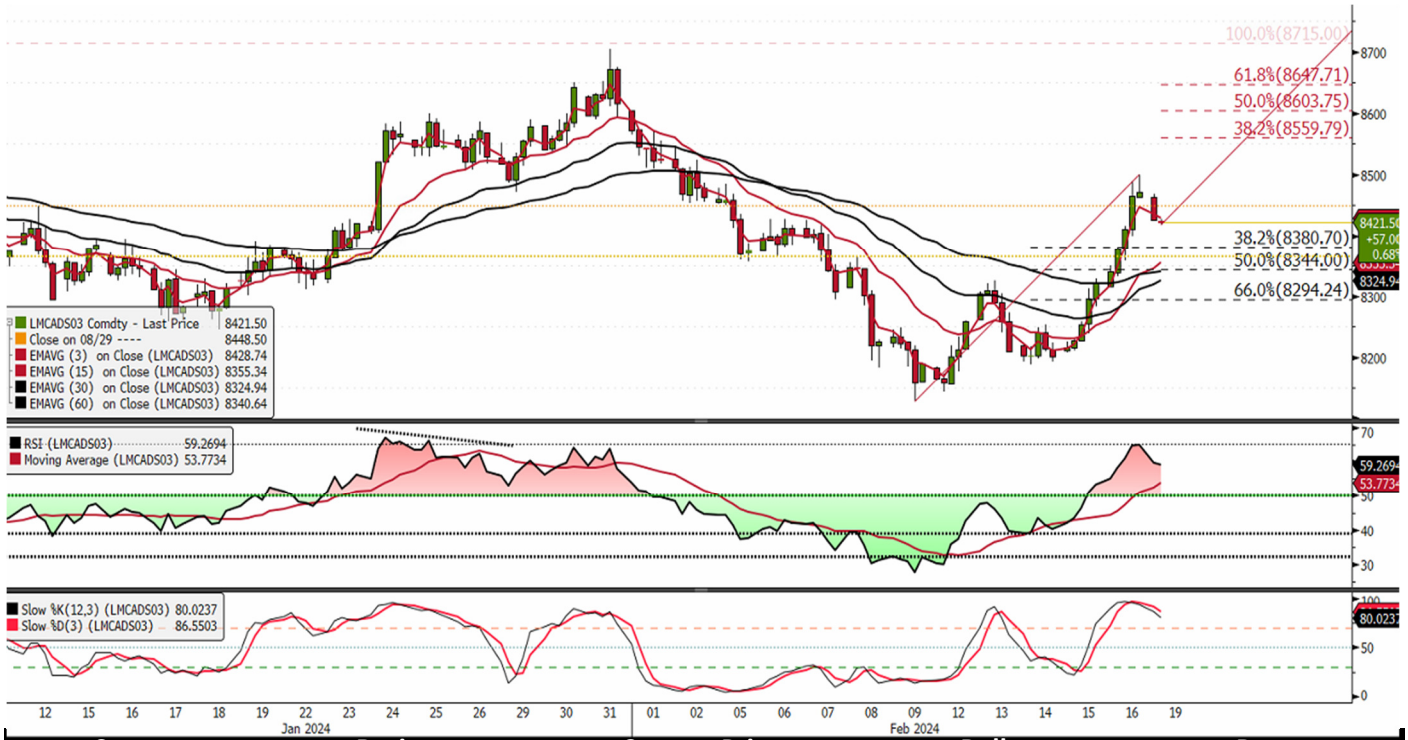 100.0%(8715.00)
8700
61.8%(8647.71)
50.0%(8603.75)
8600
38.2%(8559.79)
8500
8421.50
+57.00
0.68%
38.2%(8380.70)
50.0%(8344.00)
8324.94
66.0%(8294.24)
8300
8200
LMCADS03 Comdty - Last Price 8421.50
Close on 08/29 ---- 8448.50
EMAVG (3) on Close (LMCADS03) 8428.74
EMAVG (15) on Close (LMCADS03) 8355.34
EMAVG (30) on Close (LMCADS03) 8324.94
EMAVG (60) on Close (LMCADS03) 8340.64
RSI (LMCADS03) 59.2694
Moving Average (LMCADS03) 53.7734
70
59.2694
53.7734
50
40
30
Slow %K(12,3) (LMCADS03) 80.0237
Slow %D(3) (LMCADS03) 86.5503
100
80.0237
50
0
12 15 16 17 18 19 22 23 24 25 26 29 30 31 01 02 05 06 07 08 09 12 13 14 15 16 19
Jan 2024 Feb 2024